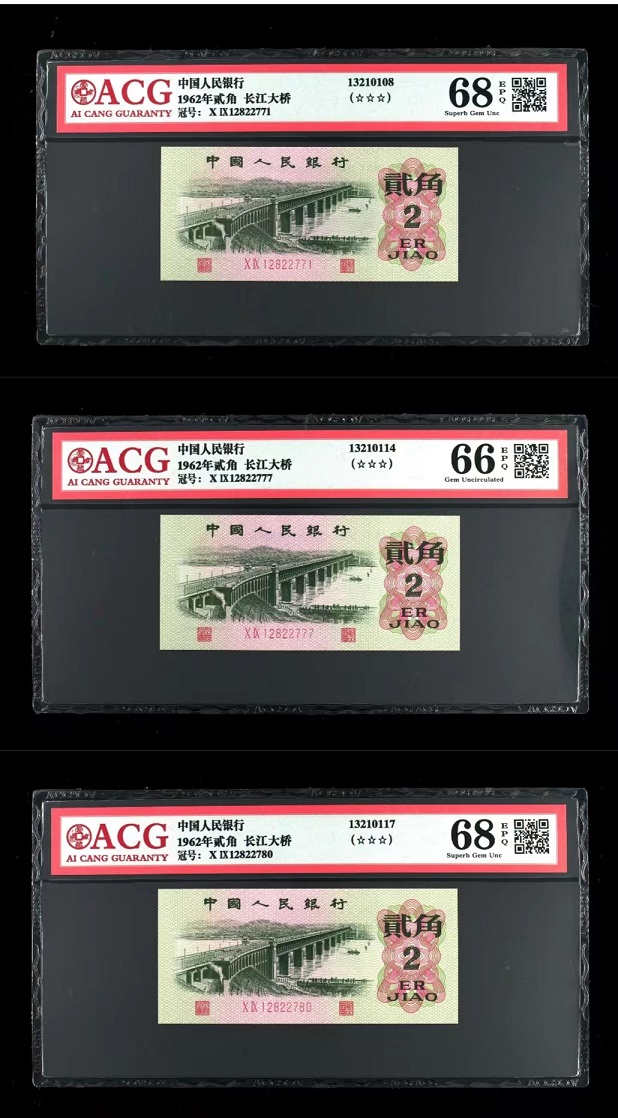 ACG
AI CANG GUARANTY
中国人民银行
1962年贰角 长江大桥
冠号: X IX12822771
13210108
(☆☆☆)
68
EPQ
Superb Gem Unc
中國人民銀行
貳角
2
ER
JIAO
X IX 12822771
ACG
AI CANG GUARANTY
中国人民银行
1962年贰角 长江大桥
冠号: X IX12822777
13210114
(☆☆☆)
66
EPQ
Gem Uncirculated
中國人民銀行
貳角
2
ER
JIAO
X IX 12822777
ACG
AI CANG GUARANTY
中国人民银行
1962年贰角 长江大桥
冠号: X IX12822780
13210117
(☆☆☆)
68
EPQ
Superb Gem Unc
中國人民銀行
貳角
2
ER
JIAO
X IX 12822780